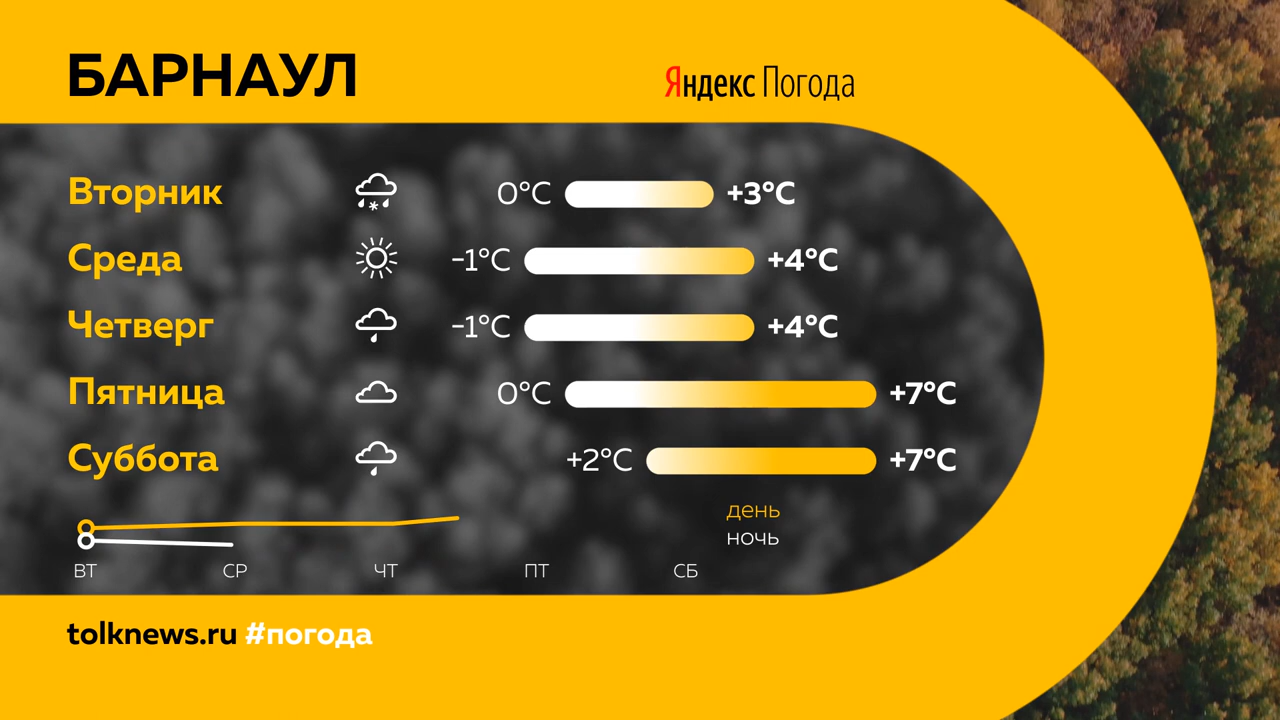 БАРНАУЛ
Яндекс Погода
Вторник 0°C +3°C
Среда -1°C +4°C
Четверг -1°C +4°C
Пятница 0°C +7°C
Суббота +2°C +7°C
день
ночь
ВТ СР ЧТ ПТ СБ
tolknews.ru #погода